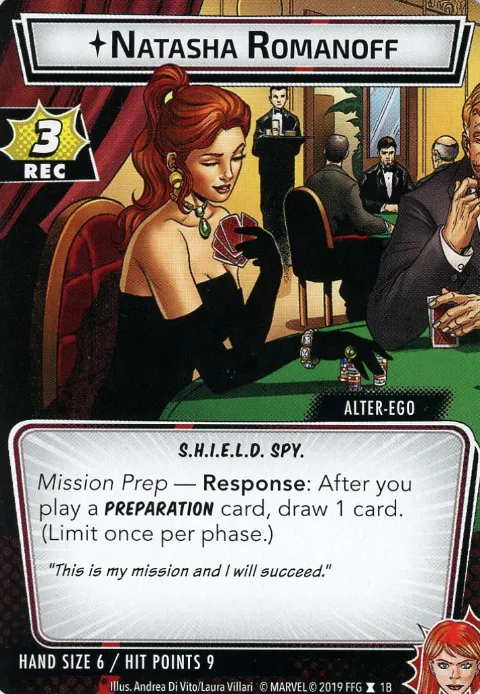 Natasha Romanoff
3
REC
ALTER-EGO
S.H.I.E.L.D. SPY.
Mission Prep — Response: After you
play a PREPARATION card, draw 1 card.
(Limit once per phase.)
"This is my mission and I will succeed."
HAND SIZE 6 / HIT POINTS 9
Illus. Andrea Di Vito/Laura Villari © MARVEL © 2019 FFG 1B